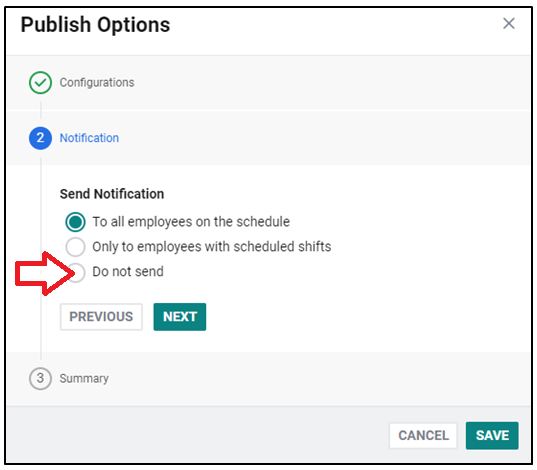 Publish Options
Configurations
2 Notification
Send Notification
To all employees on the schedule
Only to employees with scheduled shifts
Do not send
PREVIOUS NEXT
3 Summary
CANCEL SAVE